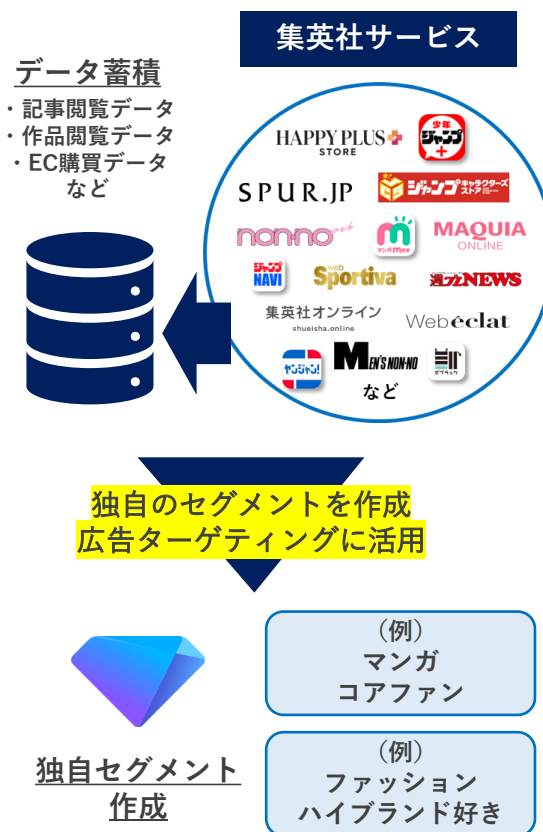 集英社サービス
データ蓄積
・記事閲覧データ
・作品閲覧データ
・EC購買データ
など
HAPPY PLUS
STORE
少年
ジャンプ
+
SPUR.JP
ジャンプキャラクターズ
ストア
non-no web
マンガMee
MAQUIA
ONLINE
ジャンプ
NAVI
web
Sportiva
週プレNEWS
集英社オンライン
shueisha.online
Webéclat
ヤンジャン!
MEN'S NON-NO
ゼブラック
など
独自のセグメントを作成
広告ターゲティングに活用
(例)
マンガ
コアファン
独自セグメント
作成
(例)
ファッション
ハイブランド好き